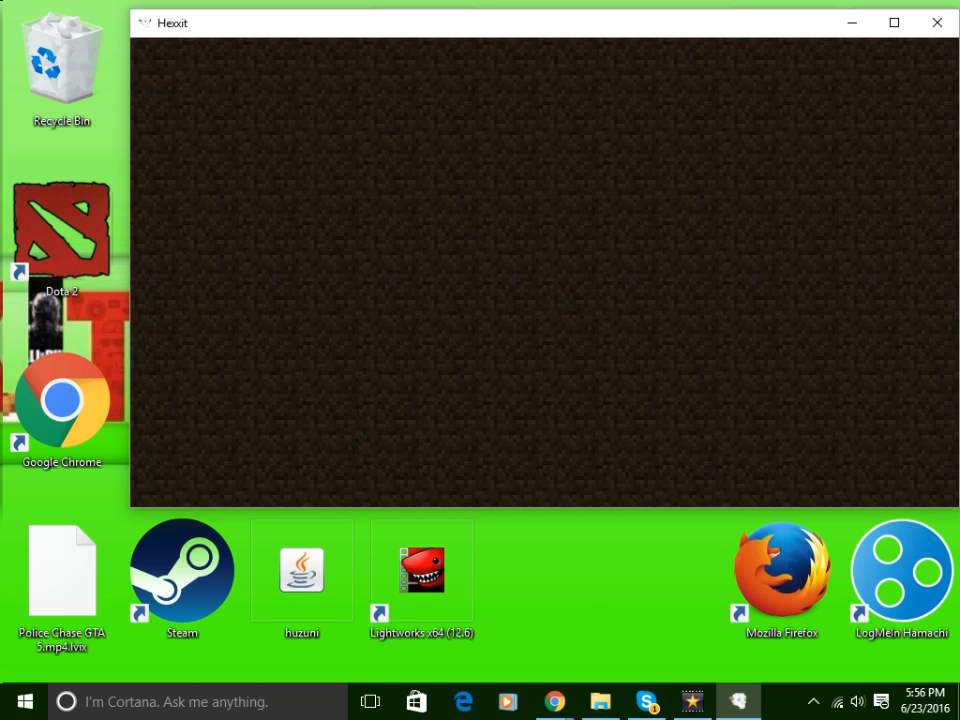 Hexxit
Recycle Bin
Dota 2
Google Chrome
Police Chase GTA
5.mp4.lvix
Steam
huzuni
Lightworks x64 (12.6)
Mozilla Firefox
LogMeIn Hamachi
I'm Cortana. Ask me anything.
1
5:56 PM
6/23/2016